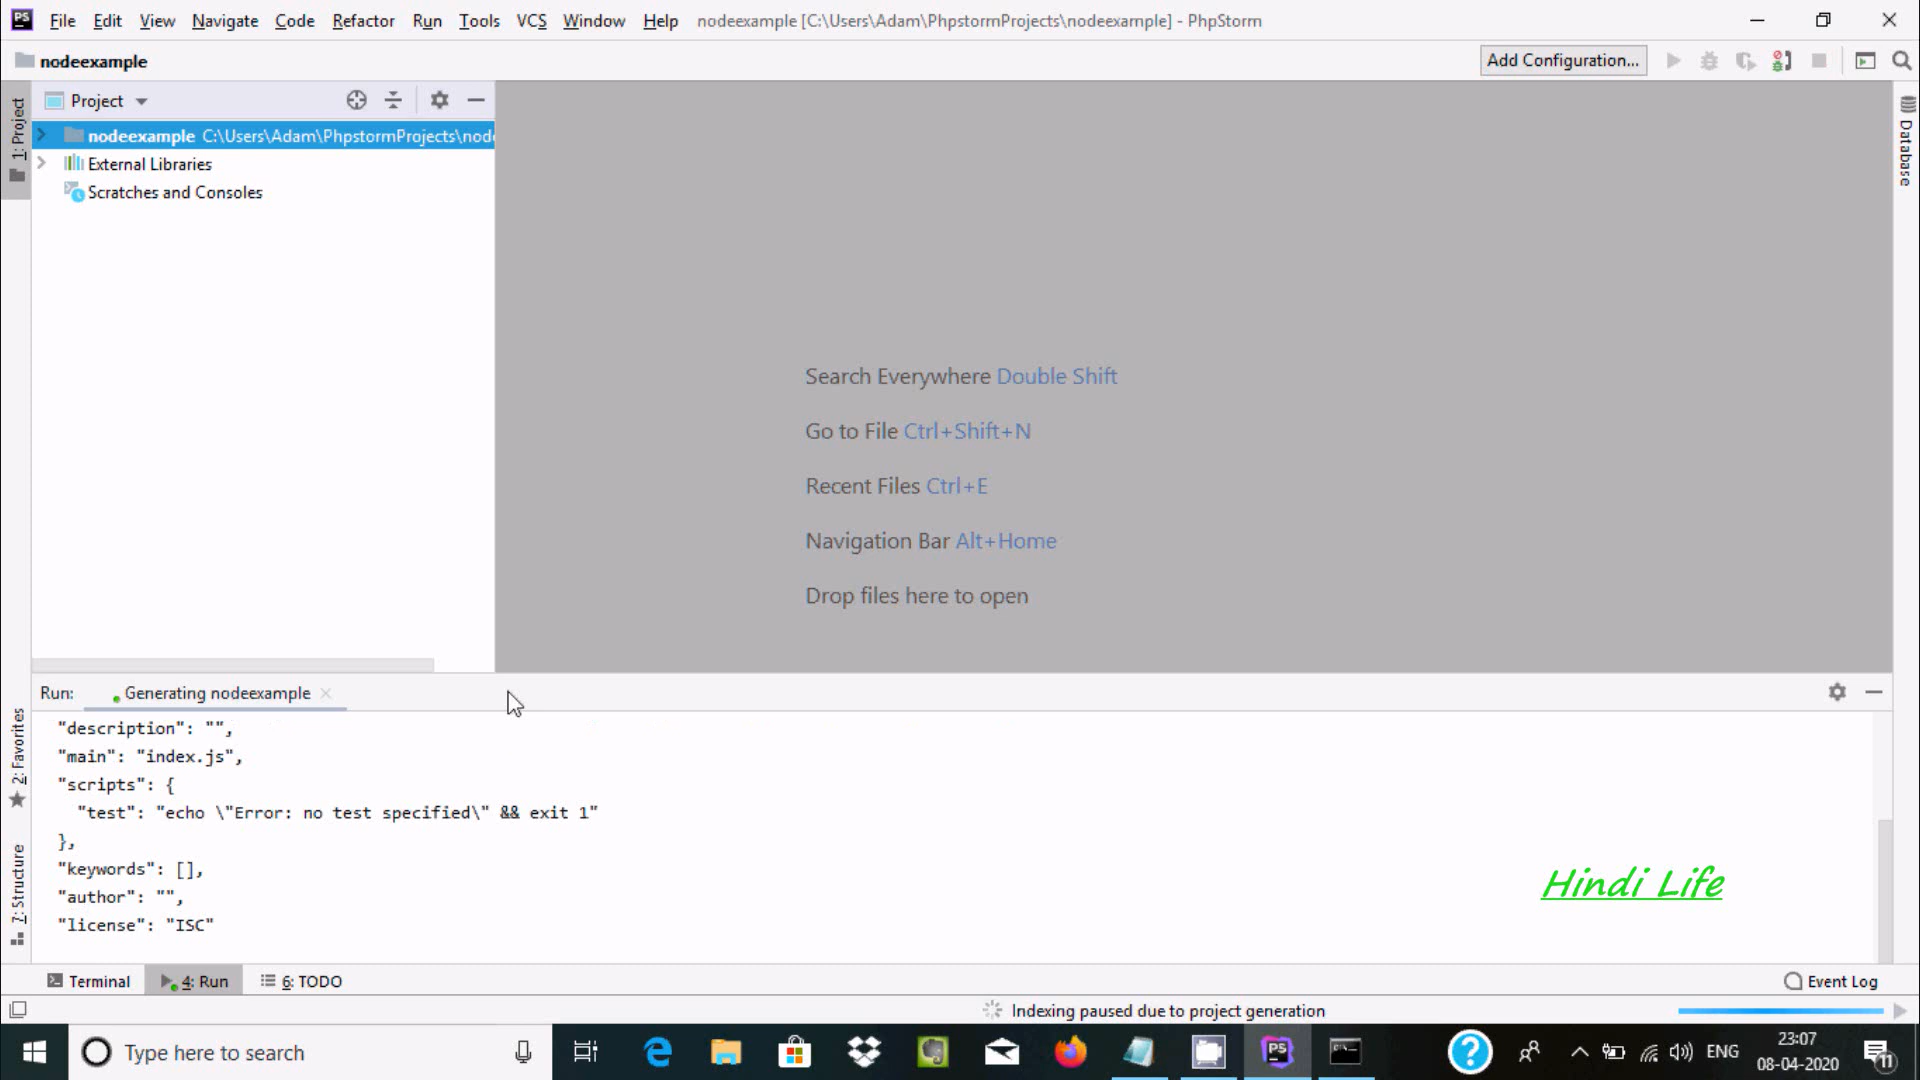 PS File Edit View Navigate Code Refactor Run Tools VCS Window Help nodeexample [C:\Users\Adam\PhpstormProjects\nodeexample] - PhpStorm
nodeexample Add Configuration...
1: Project
Project
nodeexample C:\Users\Adam\PhpstormProjects\node
External Libraries
Scratches and Consoles
Database
Search Everywhere Double Shift
Go to File Ctrl+Shift+N
Recent Files Ctrl+E
Navigation Bar Alt+Home
Drop files here to open
2: Favorites
7: Structure
Run: Generating nodeexample
"description": "",
"main": "index.js",
"scripts": {
"test": "echo \"Error: no test specified\" && exit 1"
},
"keywords": [],
"author": "",
"license": "ISC"
Hindi Life
Terminal 4: Run 6: TODO Event Log
Indexing paused due to project generation
Type here to search PS ENG 23:07
08-04-2020
11